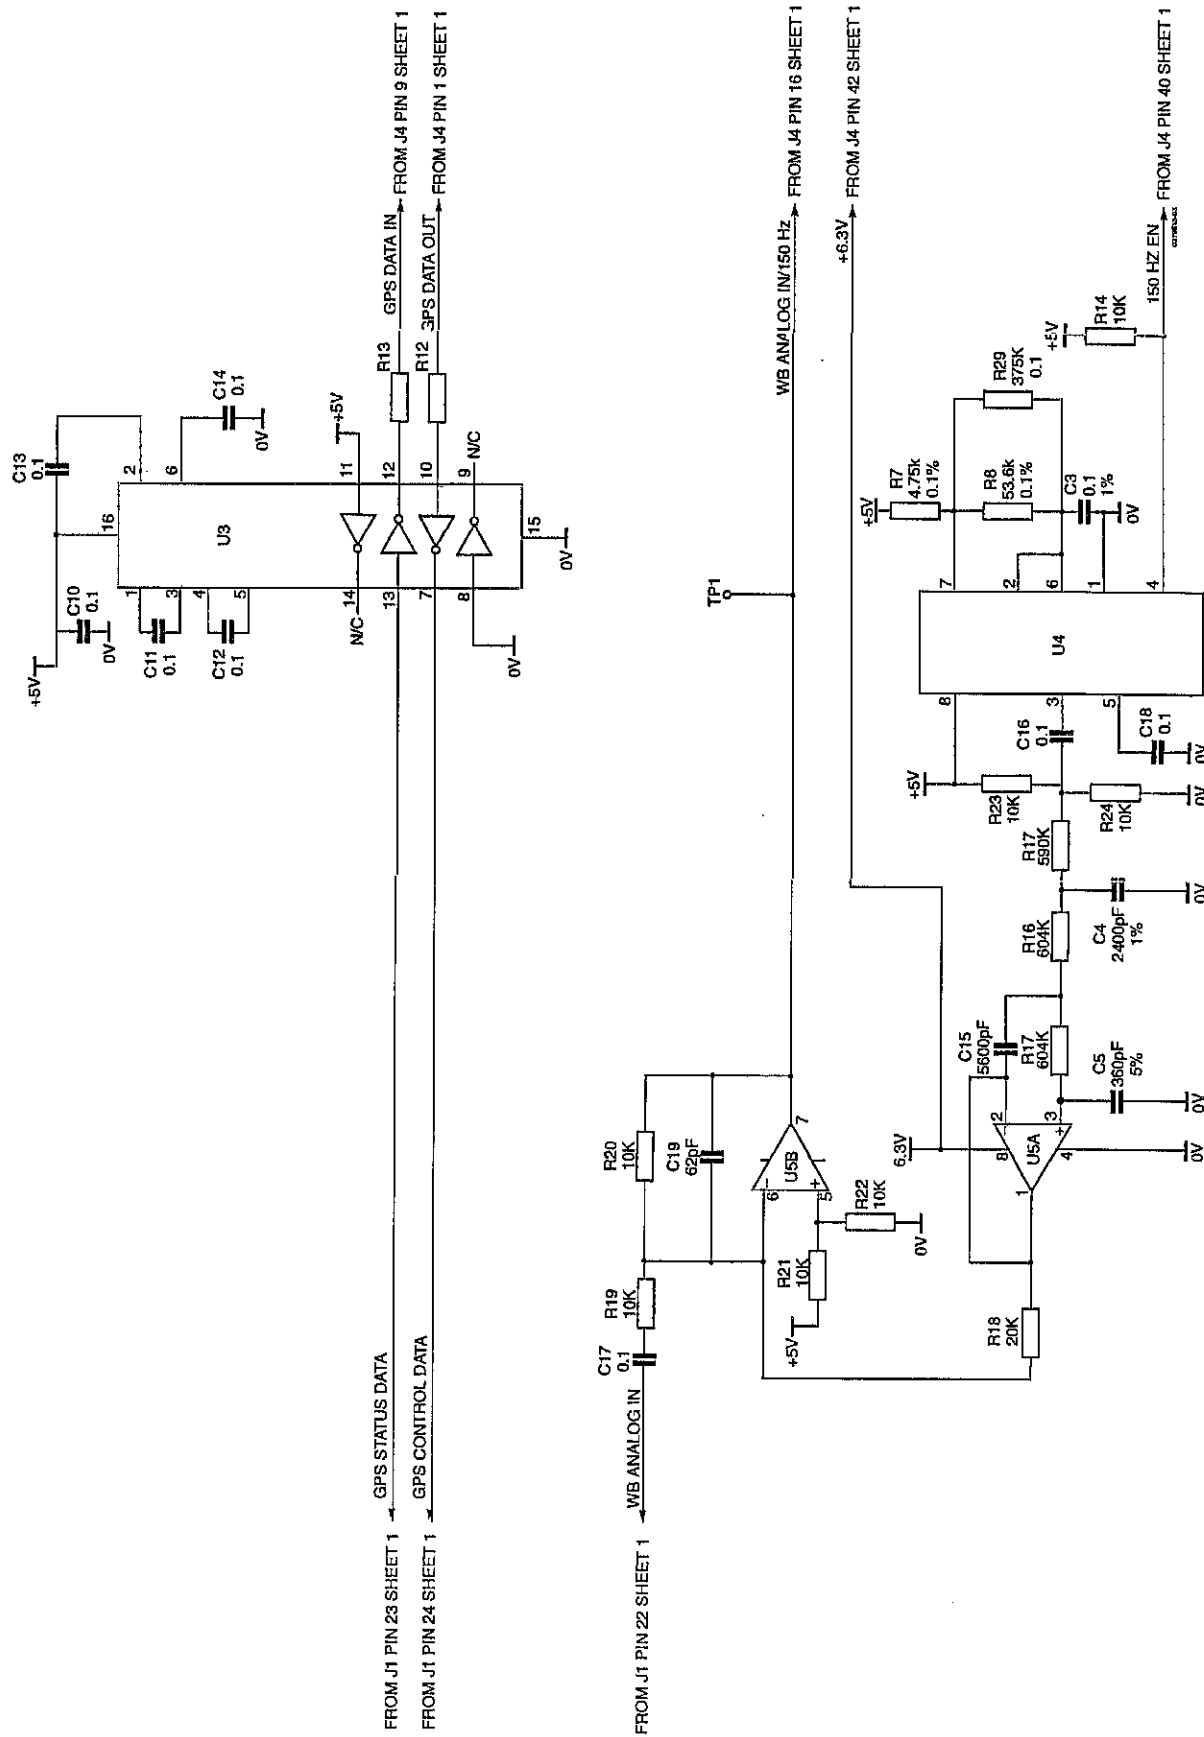 +5V
C10
0.1
0V
C11
0.1
C12
0.1
C13
0.1
C14
0.1
0V
U3
16
1
3
4
5
2
6
14
13
7
8
11
12
10
9
15
N/C
+5V
N/C
0V
0V
R13
R12
GPS DATA IN
GPS DATA OUT
FROM J4 PIN 9 SHEET 1
FROM J4 PIN 1 SHEET 1
GPS STATUS DATA
GPS CONTROL DATA
FROM J1 PIN 23 SHEET 1
FROM J1 PIN 24 SHEET 1
FROM J1 PIN 22 SHEET 1
WB ANALOG IN
C17
0.1
R19
10K
R20
10K
C19
62pF
6
5
7
U5B
+
R21
10K
+5V
R22
10K
0V
TP1
WB ANALOG IN/150 Hz
FROM J4 PIN 16 SHEET 1
+6.3V
FROM J4 PIN 42 SHEET 1
R18
20K
6.3V
8
1
2
3
4
U5A
+
0V
C15
5600pF
R17
604K
C5
360pF
5%
0V
R16
604K
C4
2400pF
1%
0V
R17
590K
+5V
R23
10K
R24
10K
0V
C16
0.1
C18
0.1
0V
U4
8
3
5
7
2
6
1
4
+5V
R7
4.75k
0.1%
R8
53.6k
0.1%
C3
0.1
1%
0V
R29
375K
0.1
+5V
R14
10K
150 HZ EN
FROM J4 PIN 40 SHEET 1